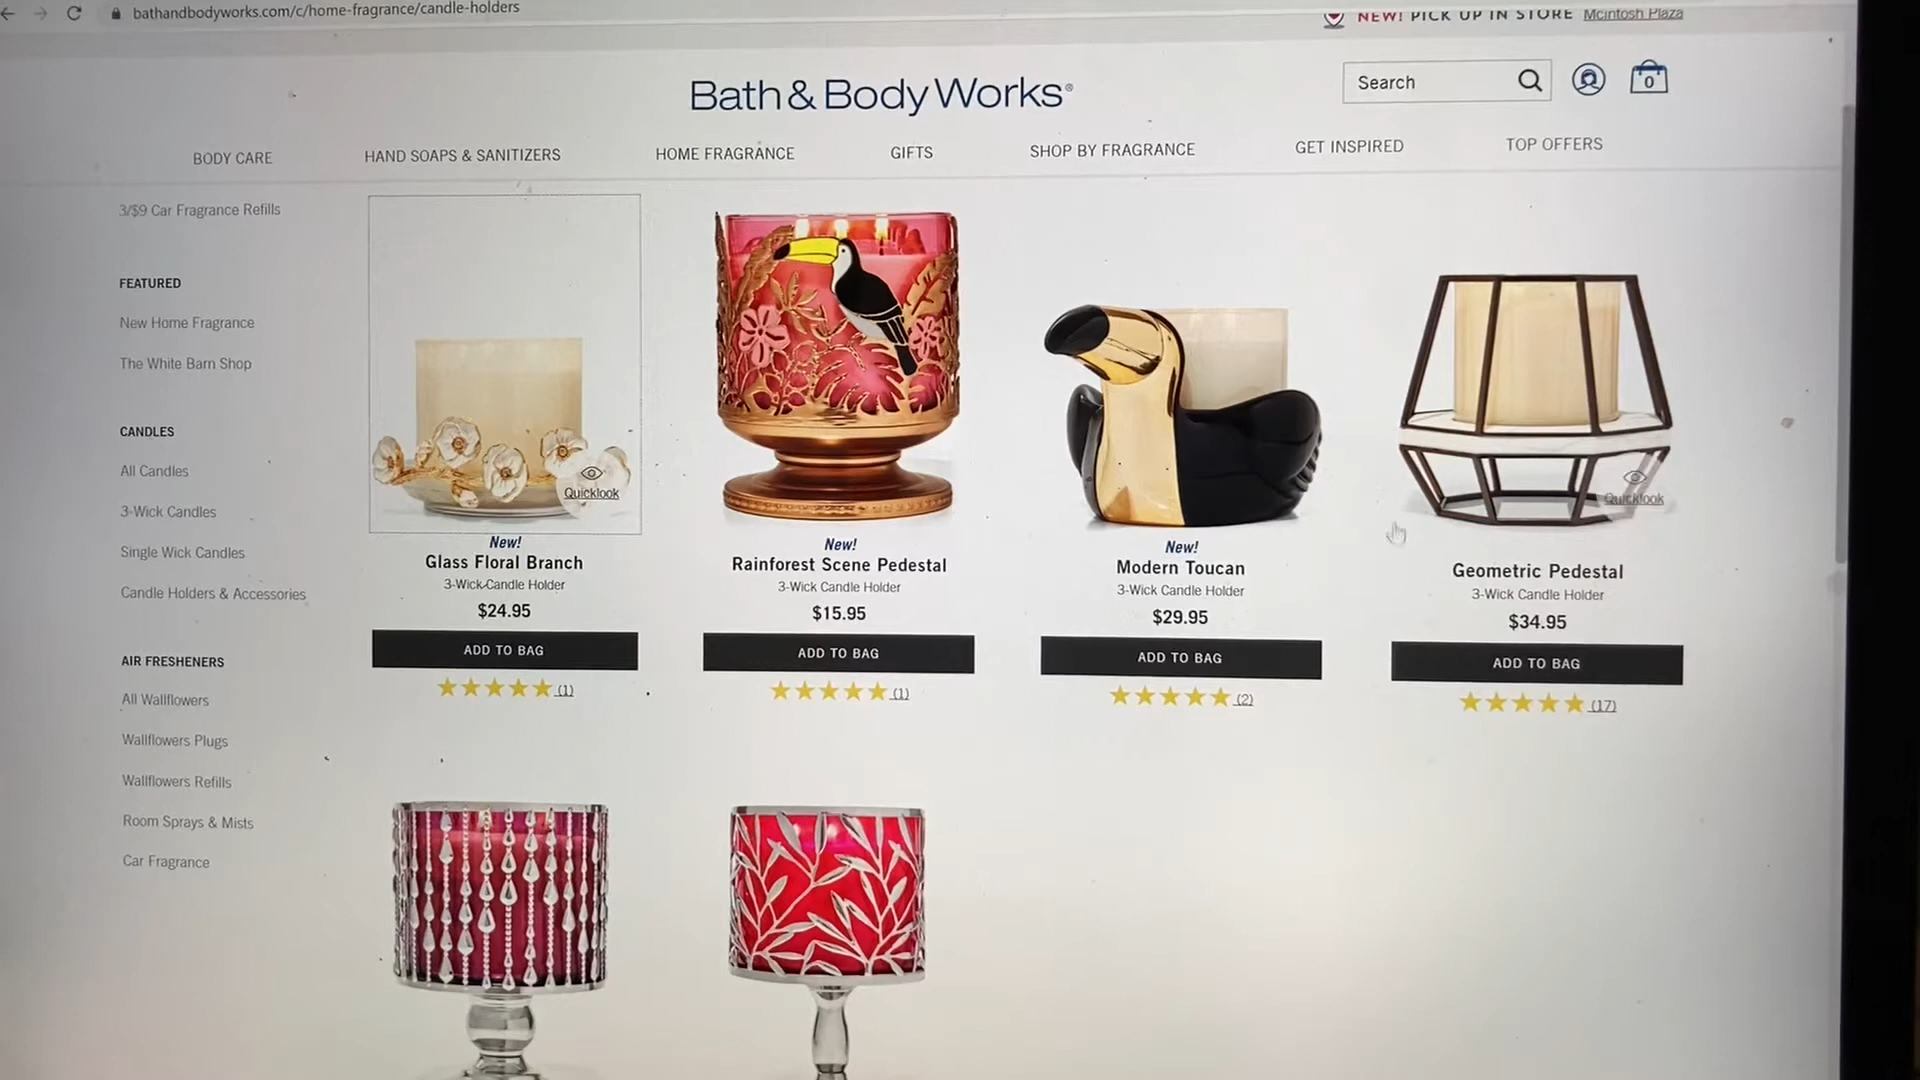 bathandbodyworks.com/c/home-fragrance/candle-holders
NEW! PICK UP IN STORE Mcintosh Plaza
Bath & Body Works®
Search
0
BODY CARE
HAND SOAPS & SANITIZERS
HOME FRAGRANCE
GIFTS
SHOP BY FRAGRANCE
GET INSPIRED
TOP OFFERS
3/$9 Car Fragrance Refills
FEATURED
New Home Fragrance
The White Barn Shop
CANDLES
All Candles
3-Wick Candles
Single Wick Candles
Candle Holders & Accessories
AIR FRESHENERS
All Wallflowers
Wallflowers Plugs
Wallflowers Refills
Room Sprays & Mists
Car Fragrance
Quicklook
New!
Glass Floral Branch
3-Wick Candle Holder
$24.95
ADD TO BAG
(1)
New!
Rainforest Scene Pedestal
3-Wick Candle Holder
$15.95
ADD TO BAG
(1)
New!
Modern Toucan
3-Wick Candle Holder
$29.95
ADD TO BAG
(2)
Quicklook
Geometric Pedestal
3-Wick Candle Holder
$34.95
ADD TO BAG
(17)